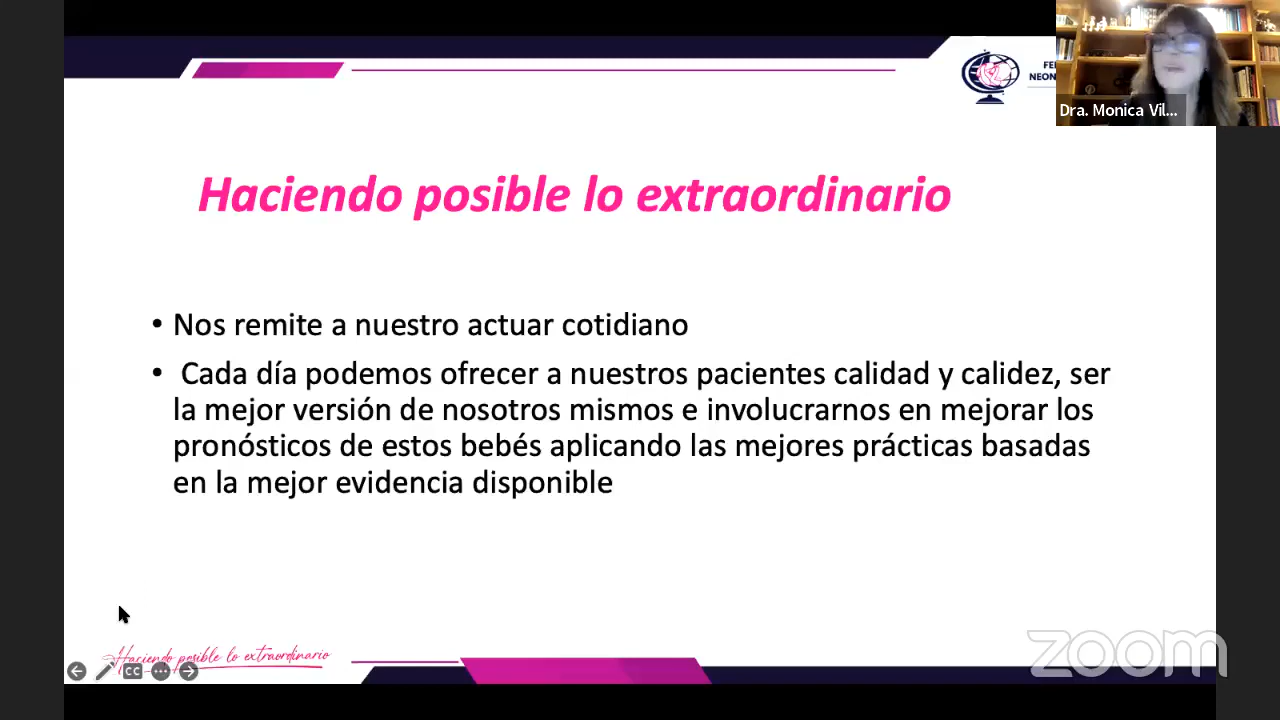 FE
NEON
Dra. Monica Vil...
Haciendo posible lo extraordinario
• Nos remite a nuestro actuar cotidiano
• Cada día podemos ofrecer a nuestros pacientes calidad y calidez, ser
la mejor versión de nosotros mismos e involucrarnos en mejorar los
pronósticos de estos bebés aplicando las mejores prácticas basadas
en la mejor evidencia disponible
Haciendo posible lo extraordinario
CC
zoom